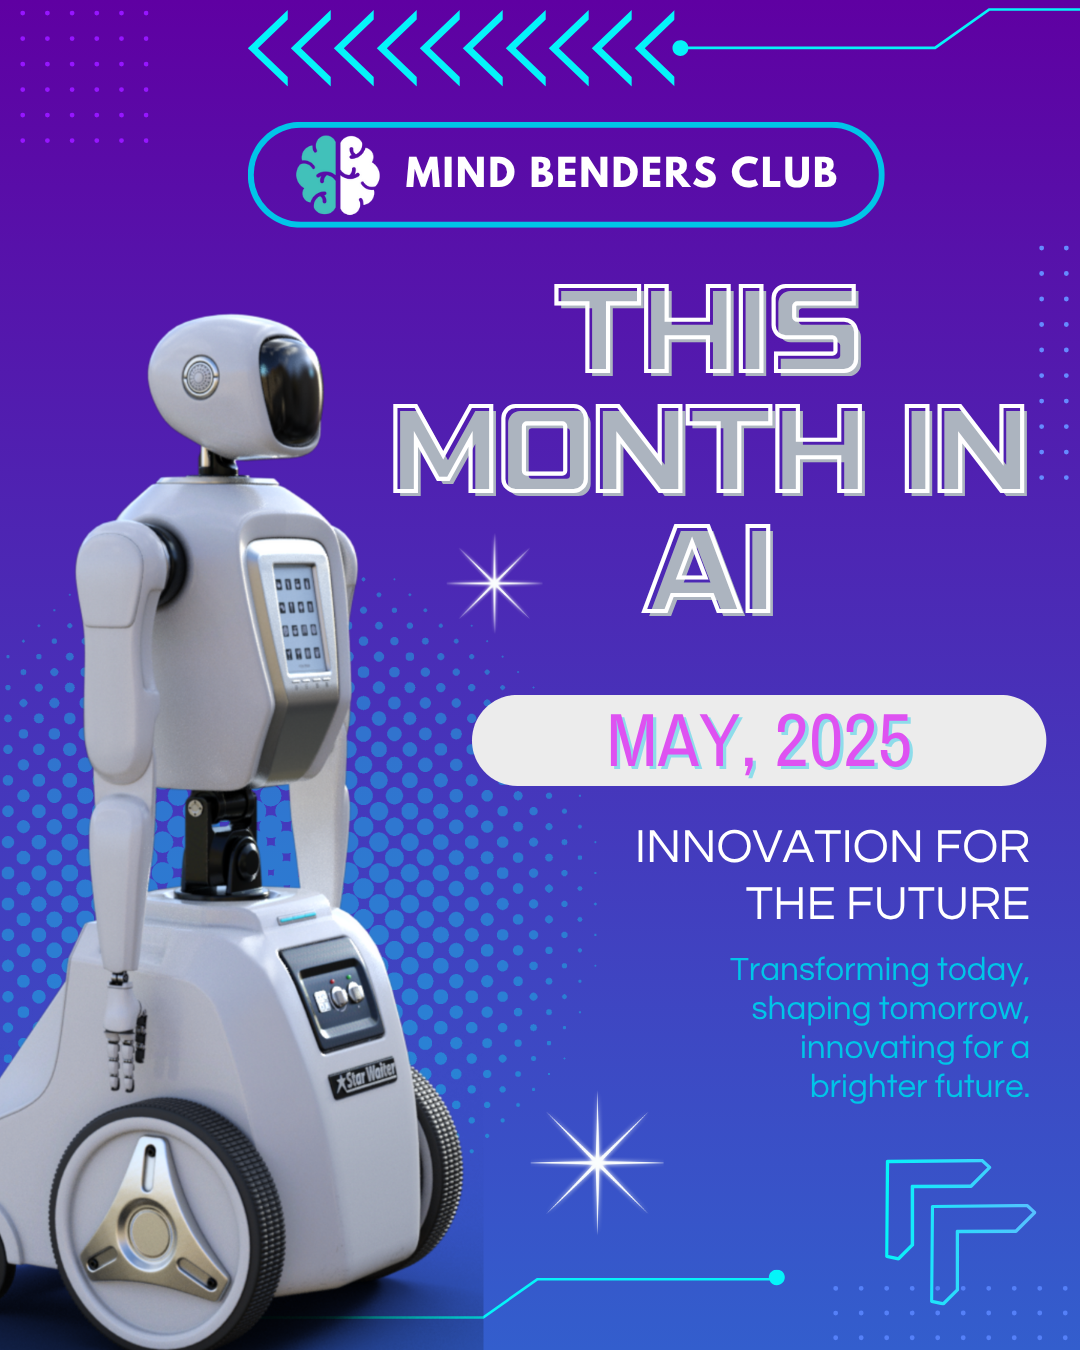 MIND BENDERS CLUB
THIS
MONTH IN
AI
MAY, 2025
INNOVATION FOR
THE FUTURE
Transforming today,
shaping tomorrow,
innovating for a
brighter future.
Star Walter